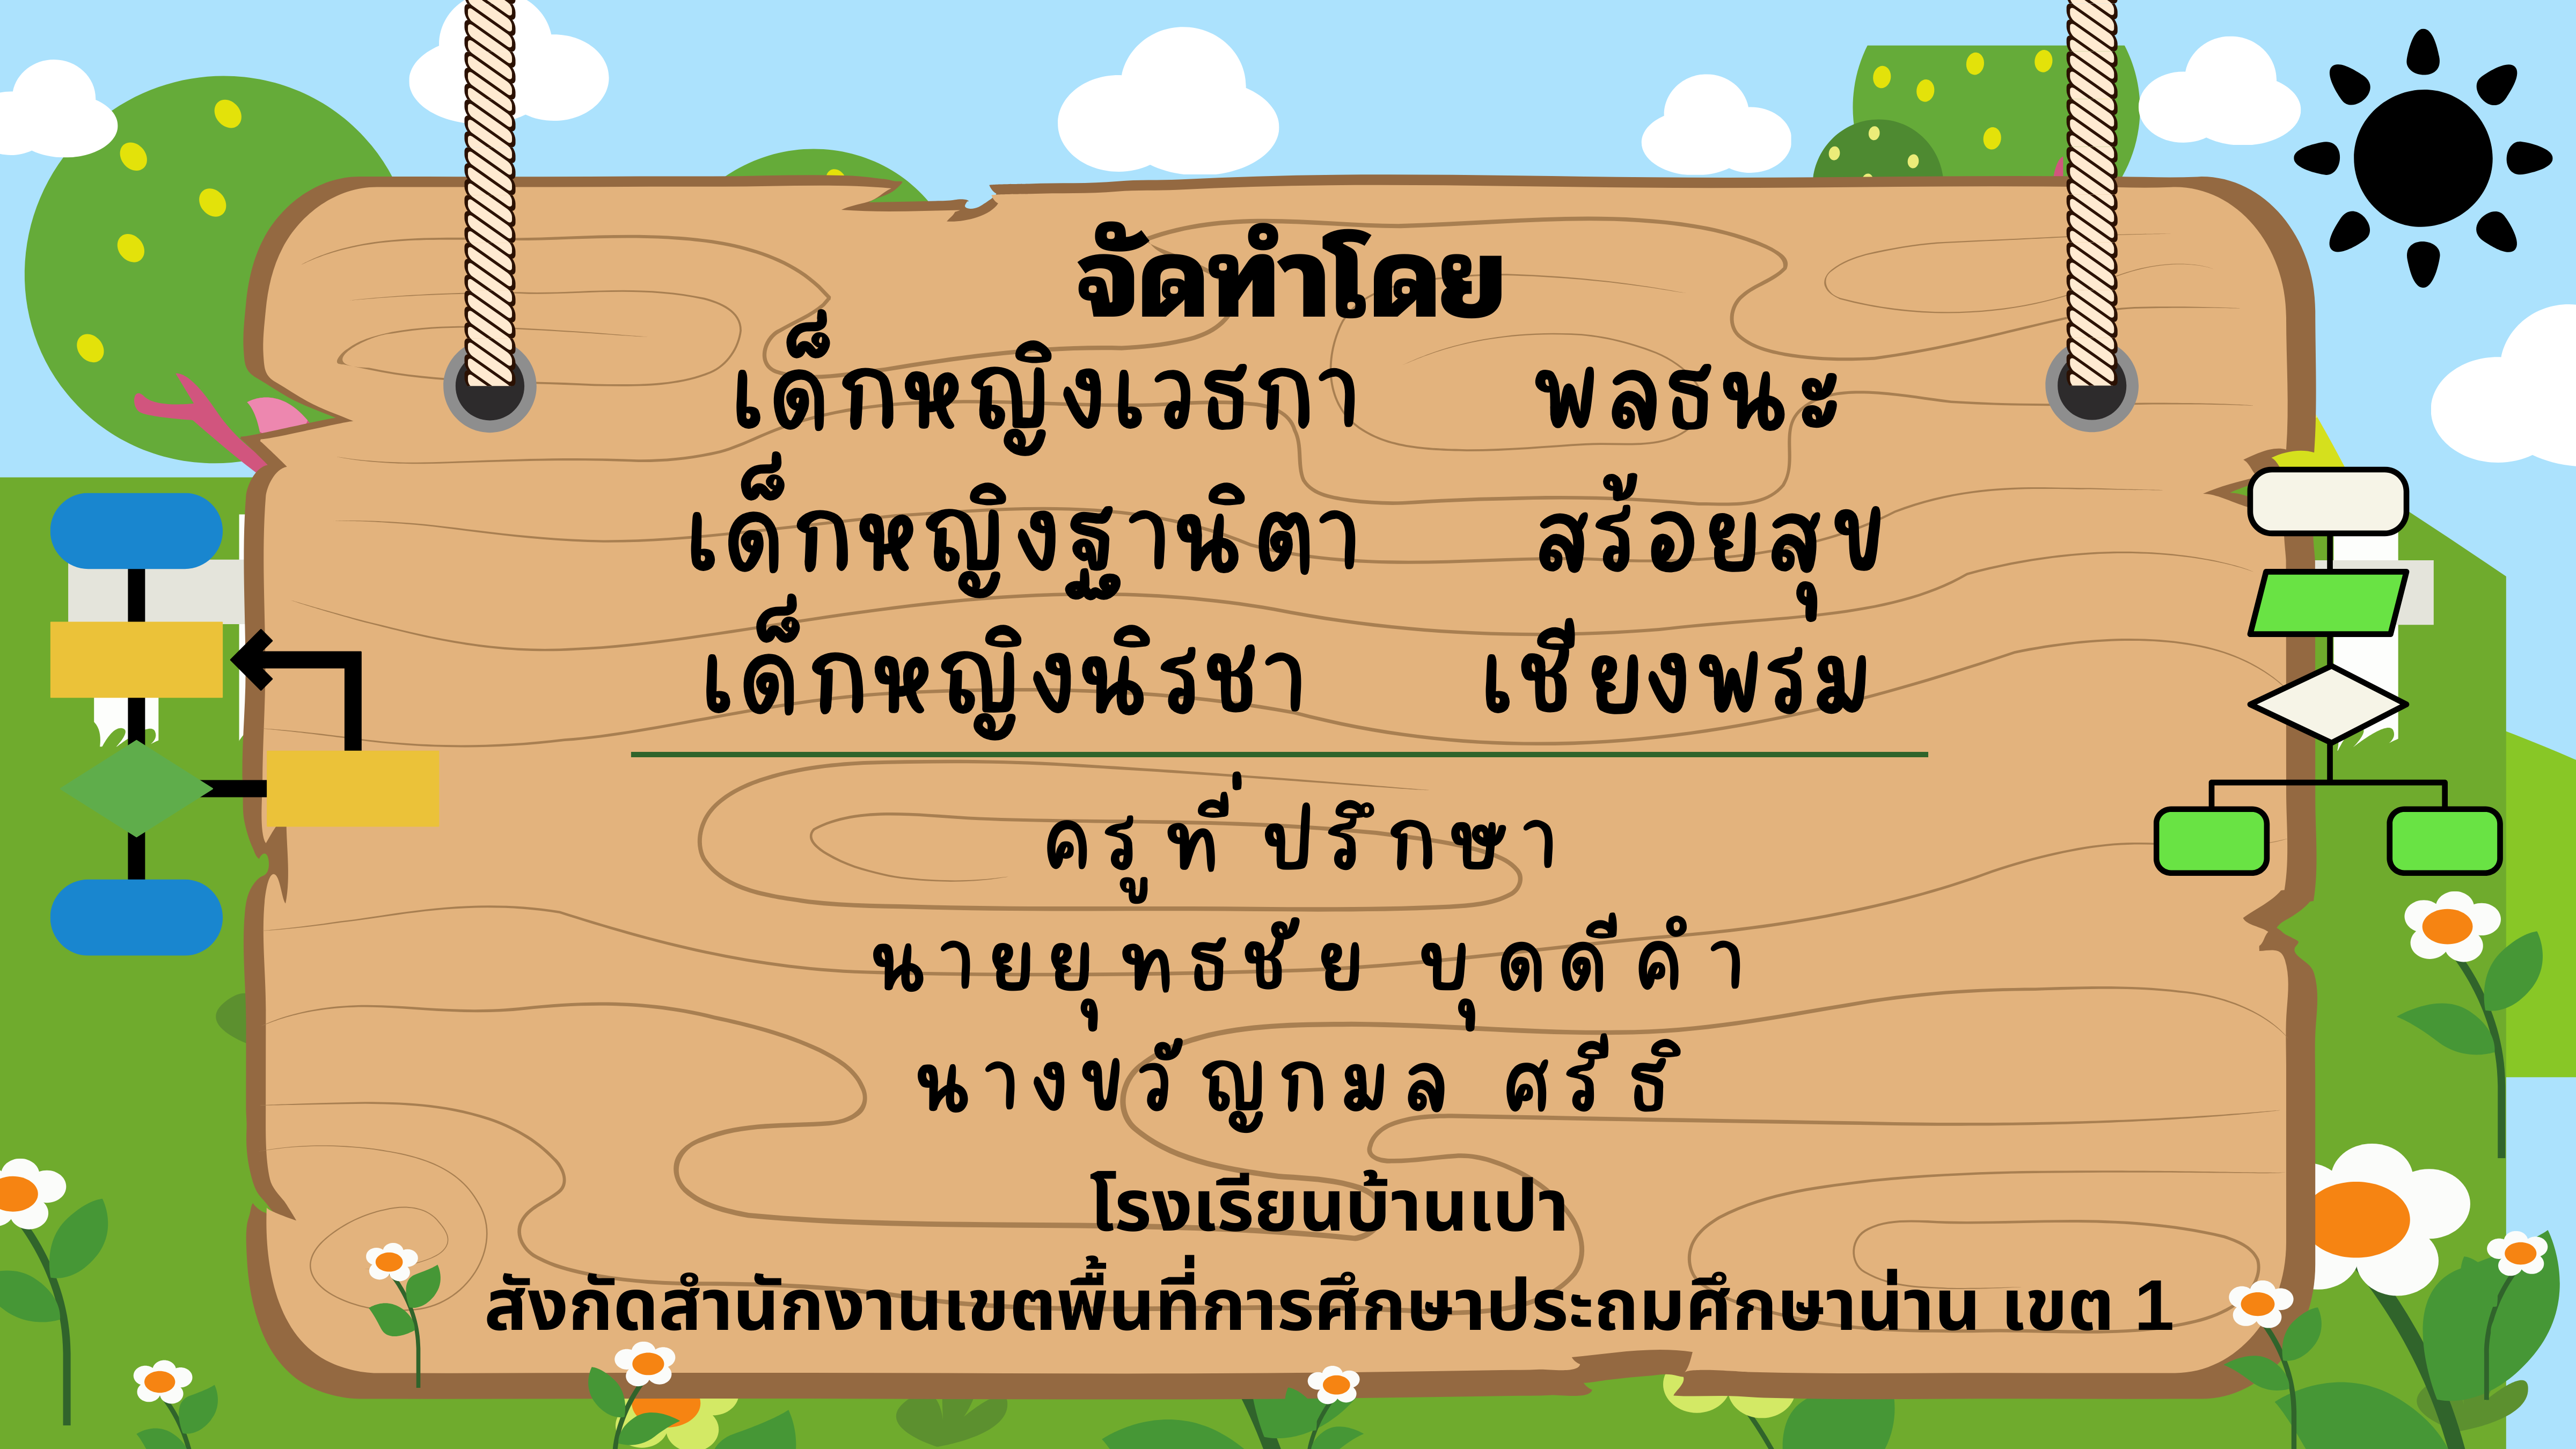 จัดทำโดย
เด็กหญิงเวธกา พลธนะ
เด็กหญิงฐานิตา สร้อยสุข
เด็กหญิงนิรชา เชียงพรม
ครูที่ปรึกษา
นายยุทธชัย บุดดีคำ
นางขวัญกมล ศรีธิ
โรงเรียนบ้านเปา
สังกัดสำนักงานเขตพื้นที่การศึกษาประถมศึกษาน่าน เขต 1